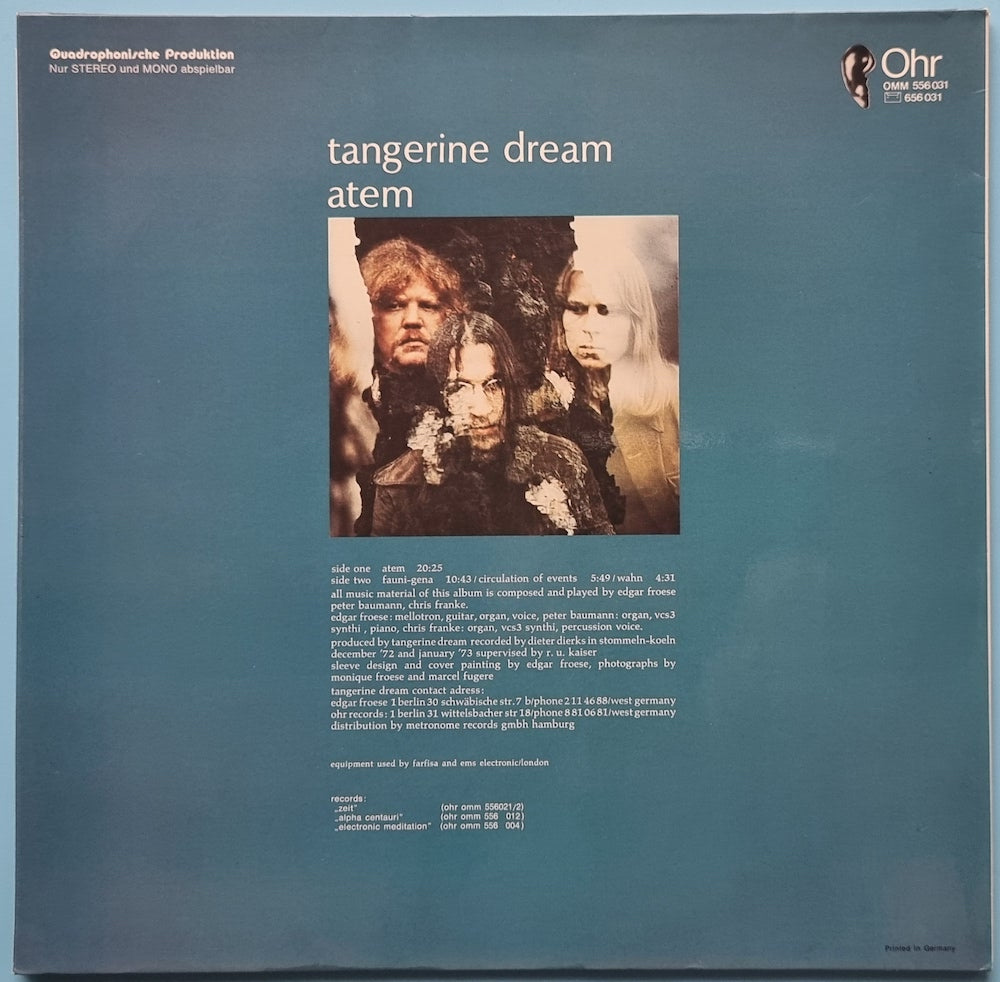 Quadrophonische Produktion
Nur STEREO und MONO abspielbar
Ohr
OMM 556 031
656 031
tangerine dream
atem
side one atem 20:25
side two fauni-gena 10:43 / circulation of events 5:49 / wahn 4:31
all music material of this album is composed and played by edgar froese
peter baumann, chris franke.
edgar froese: mellotron, guitar, organ, voice, peter baumann: organ, vcs3
synthi , piano, chris franke: organ, vcs3 synthi, percussion voice.
produced by tangerine dream recorded by dieter dierks in stommeln-koeln
december '72 and january '73 supervised by r. u. kaiser
sleeve design and cover painting by edgar froese, photographs by
monique froese and marcel fugere
tangerine dream contact adress:
edgar froese 1 berlin 30 schwäbische str. 7 b/phone 2 11 46 88/west germany
ohr records: 1 berlin 31 wittelsbacher str 18/phone 8 81 06 81/west germany
distribution by metronome records gmbh hamburg
equipment used by farfisa and ems electronic/london
records:
„zeit" (ohr omm 556021/2)
„alpha centauri" (ohr omm 556 012)
„electronic meditation" (ohr omm 556 004)
Printed in Germany